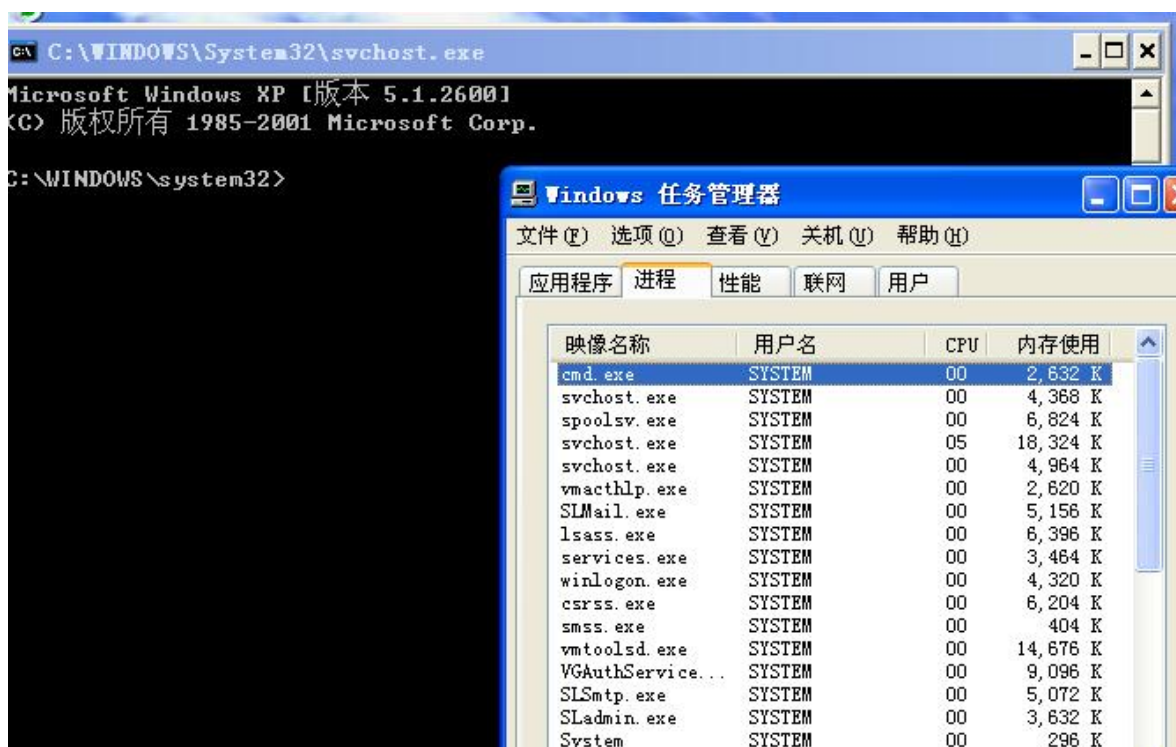 C:\WINDOWS\System32\svchost.exe
Microsoft Windows XP [版本 5.1.2600]
(C) 版权所有 1985-2001 Microsoft Corp.
C:\WINDOWS\system32>
Windows 任务管理器
文件(F) 选项(O) 查看(V) 关机(U) 帮助(H)
应用程序 进程 性能 联网 用户
映像名称 用户名 CPU 内存使用
cmd.exe SYSTEM 00 2,632 K
svchost.exe SYSTEM 00 4,368 K
spoolsv.exe SYSTEM 00 6,824 K
svchost.exe SYSTEM 05 18,324 K
svchost.exe SYSTEM 00 4,964 K
vmacthlp.exe SYSTEM 00 2,620 K
SLMail.exe SYSTEM 00 5,156 K
lsass.exe SYSTEM 00 6,396 K
services.exe SYSTEM 00 3,464 K
winlogon.exe SYSTEM 00 4,320 K
csrss.exe SYSTEM 00 6,204 K
smss.exe SYSTEM 00 404 K
vmtoolsd.exe SYSTEM 00 14,676 K
VGAuthService... SYSTEM 00 9,096 K
SLSmtp.exe SYSTEM 00 5,072 K
SLadmin.exe SYSTEM 00 3,632 K
System SYSTEM 00 296 K